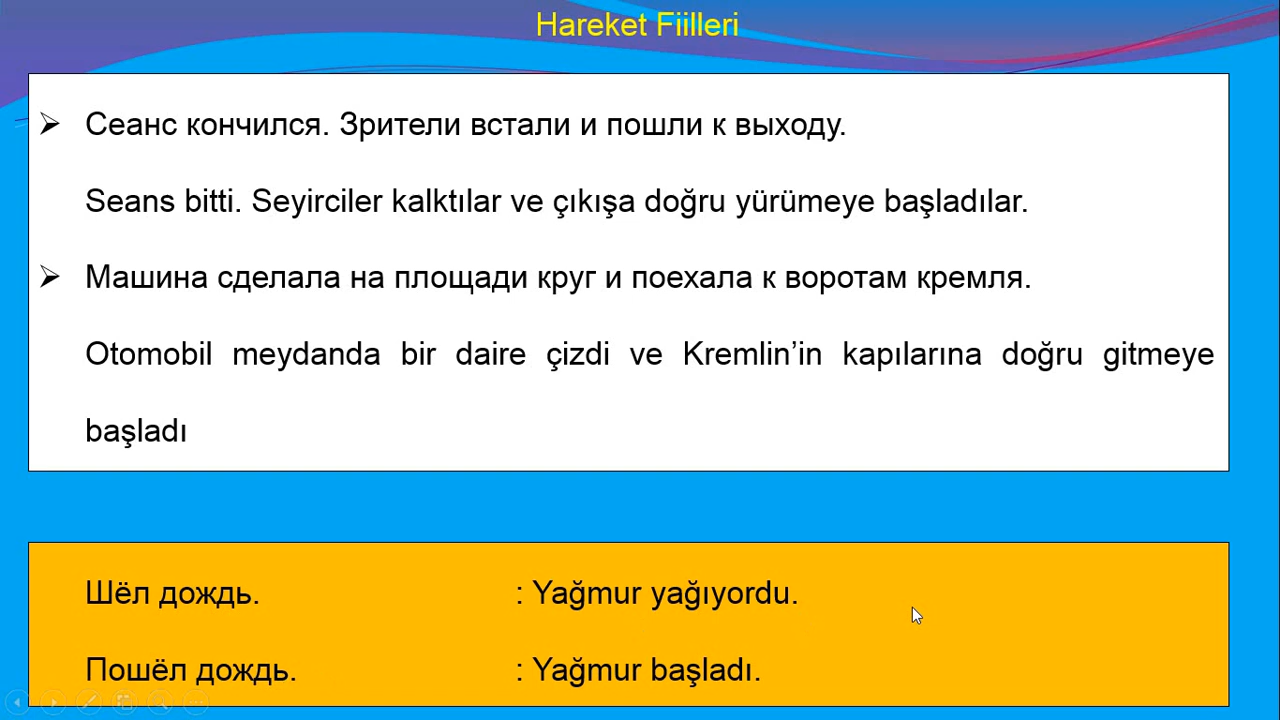 Hareket Fiilleri
Сеанс кончился. Зрители встали и пошли к выходу.
Seans bitti. Seyirciler kalktılar ve çıkışa doğru yürümeye başladılar.
Машина сделала на площади круг и поехала к воротам кремля.
Otomobil meydanda bir daire çizdi ve Kremlin’in kapılarına doğru gitmeye
başladı
Шёл дождь. : Yağmur yağıyordu.
Пошёл дождь. : Yağmur başladı.